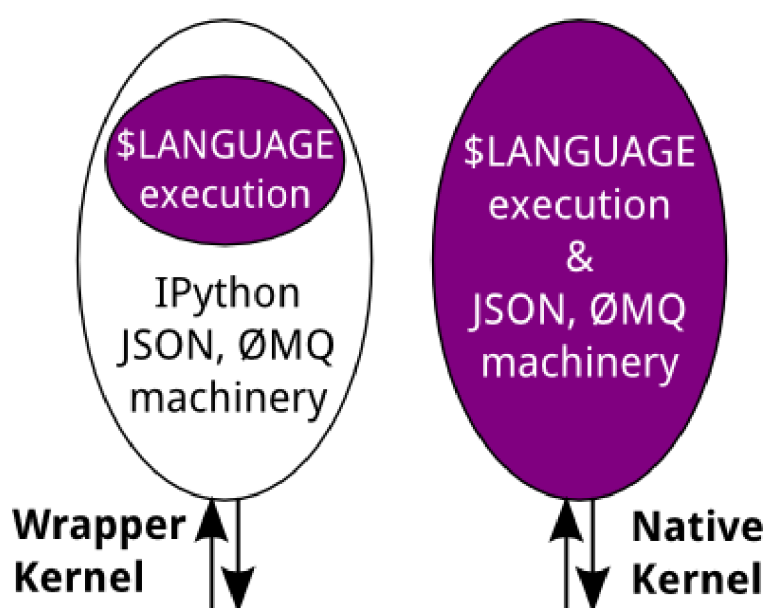 $LANGUAGE
execution
IPython
JSON, ØMQ
machinery
Wrapper
Kernel
$LANGUAGE
execution
&
JSON, ØMQ
machinery
Native
Kernel